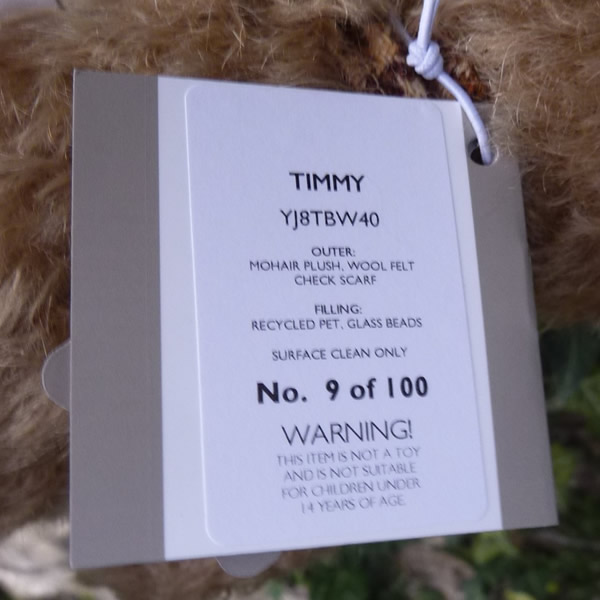 TIMMY
YJ8TBW40
OUTER:
MOHAIR PLUSH, WOOL FELT
CHECK SCARF
FILLING:
RECYCLED PET, GLASS BEADS
SURFACE CLEAN ONLY
No. 9 of 100
WARNING!
THIS ITEM IS NOT A TOY
AND IS NOT SUITABLE
FOR CHILDREN UNDER
14 YEARS OF AGE